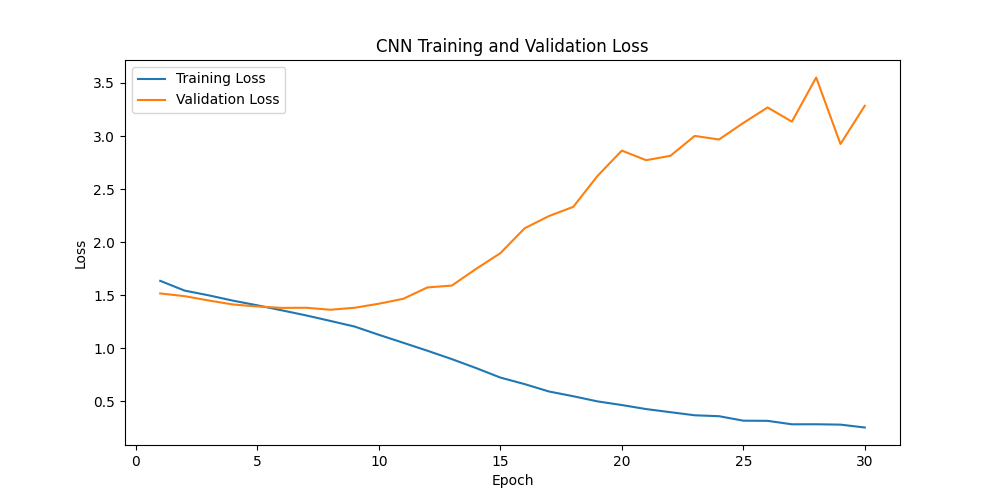 CNN Training and Validation Loss
Training Loss
Validation Loss
3.5
3.0
2.5
2.0
1.5
1.0
0.5
Loss
0 5 10 15 20 25 30
Epoch